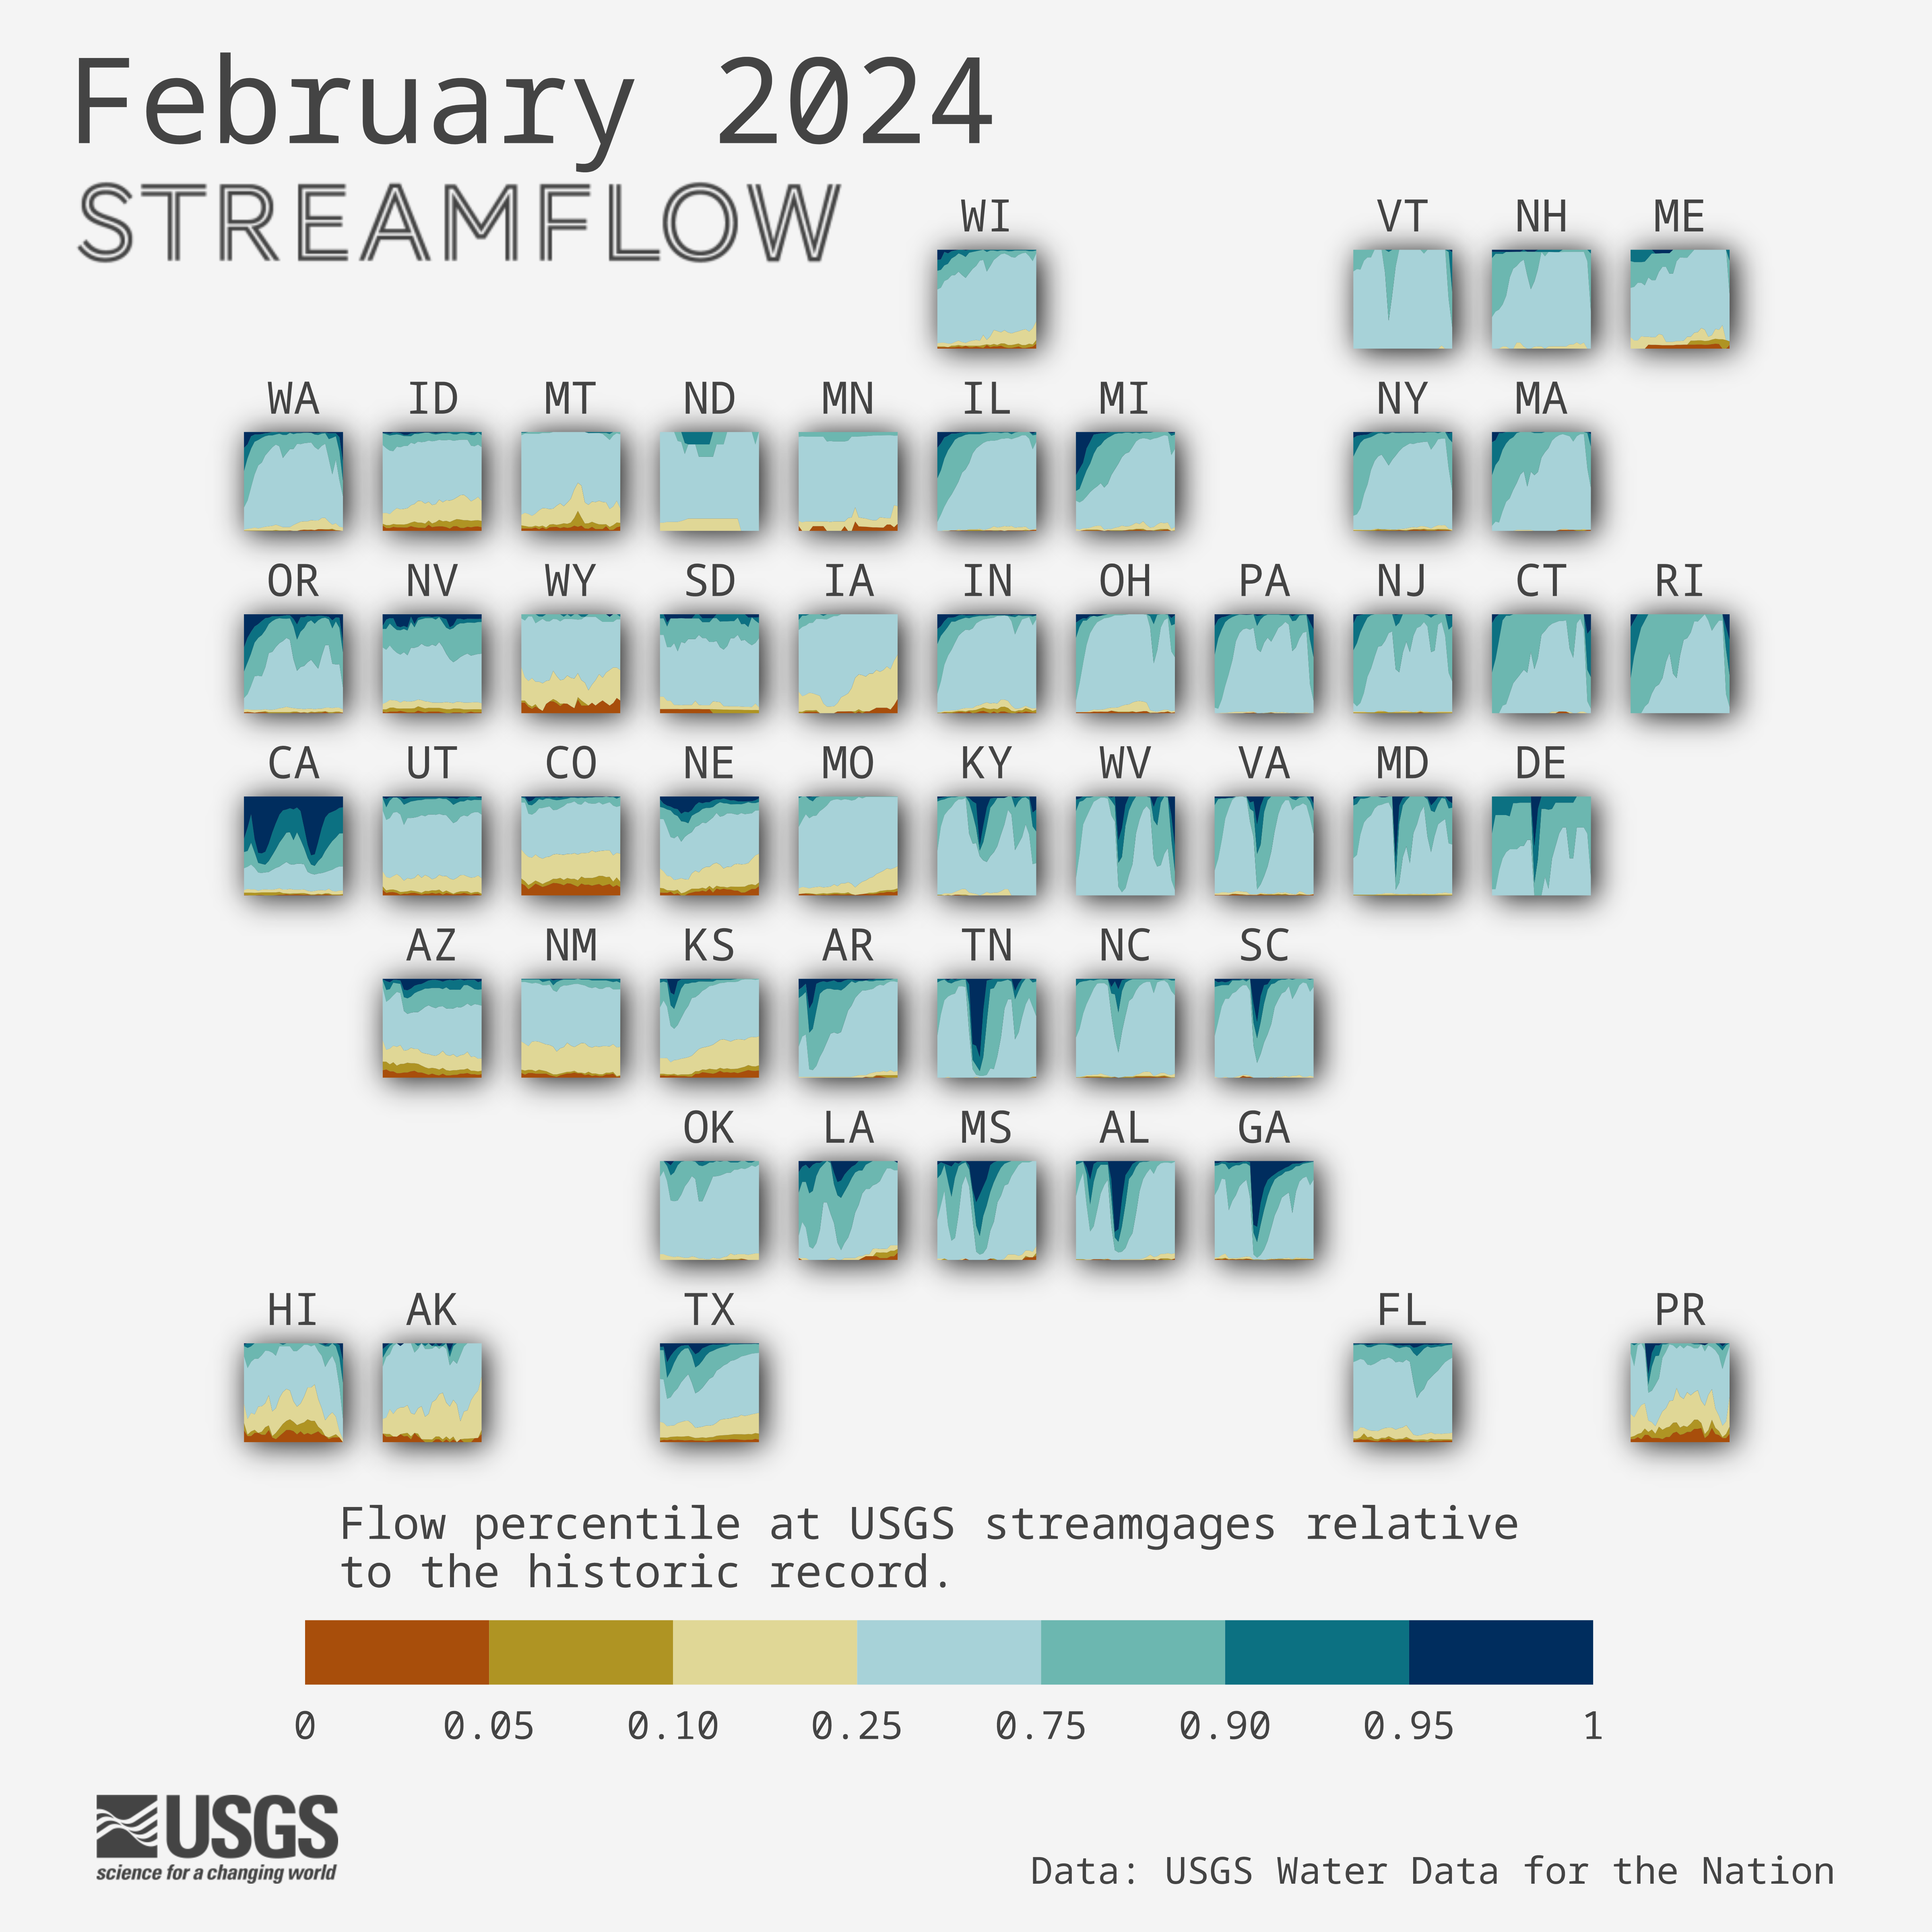 February 2024
STREAMFLOW
WI VT NH ME
WA ID MT ND MN IL MI NY MA
OR NV WY SD IA IN OH PA NJ CT RI
CA UT CO NE MO KY WV VA MD DE
AZ NM KS AR TN NC SC
OK LA MS AL GA
HI AK TX FL PR
Flow percentile at USGS streamgages relative
to the historic record.
0 0.05 0.10 0.25 0.75 0.90 0.95 1
USGS
science for a changing world
Data: USGS Water Data for the Nation